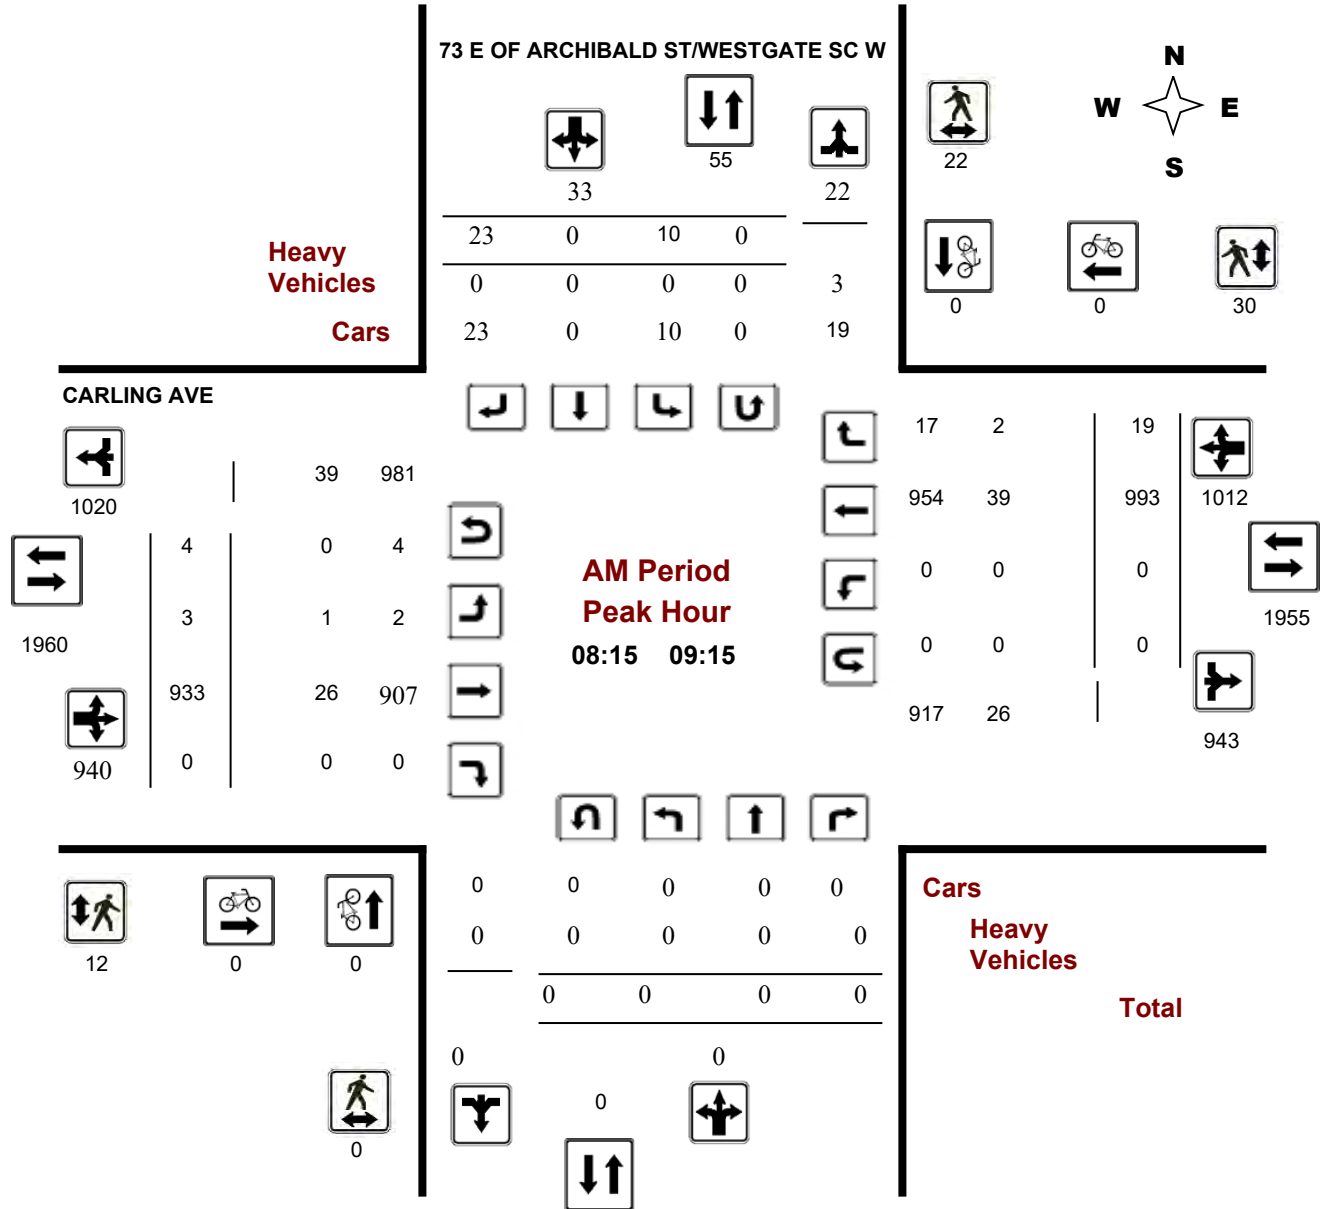 73 E OF ARCHIBALD ST/WESTGATE SC W
N
W E
S
55
22
33 22
23 0 10 0
Heavy
Vehicles
0 0 0 0 3
0 0 30
Cars
23 0 10 0 19
CARLING AVE
17 2 19
39 981
1020
954 39 993 1012
4 0 4
AM Period
0 0 0
3 1 2
Peak Hour
1955
1960
08:15 09:15
0 0 0
933 26 907
917 26
943
940 0 0 0
0 0 0 0 0
Cars
0 0 0 0 0
Heavy
Vehicles
12 0 0
0 0 0 0
Total
0 0
0
0